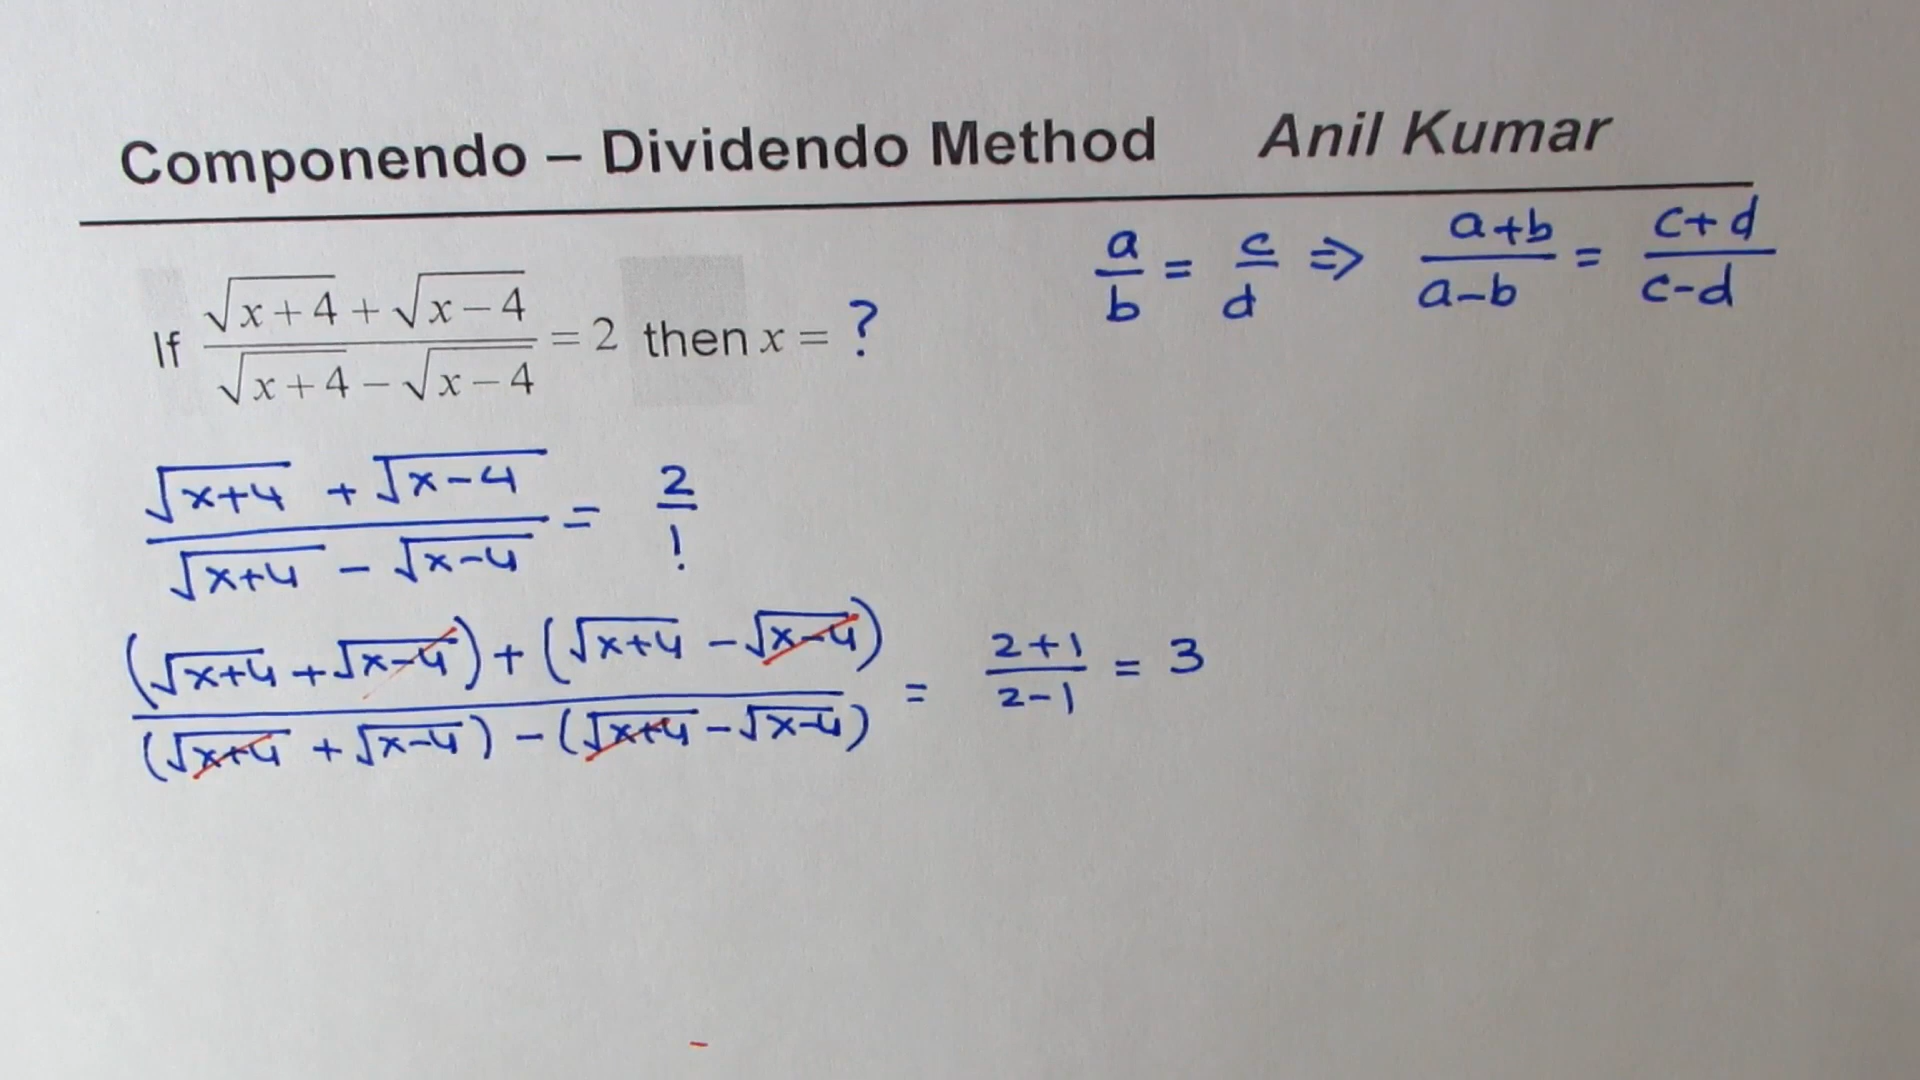 Componendo – Dividendo Method Anil Kumar
a/b = c/d ⇒ (a+b)/(a-b) = (c+d)/(c-d)
If (√(x+4) + √(x-4))/(√(x+4) - √(x-4)) = 2 then x = ?
(√(x+4) + √(x-4))/(√(x+4) - √(x-4)) = 2/1
((√(x+4) + √(x-4)) + (√(x+4) - √(x-4)))/((√(x+4) + √(x-4)) - (√(x+4) - √(x-4))) = (2+1)/(2-1) = 3